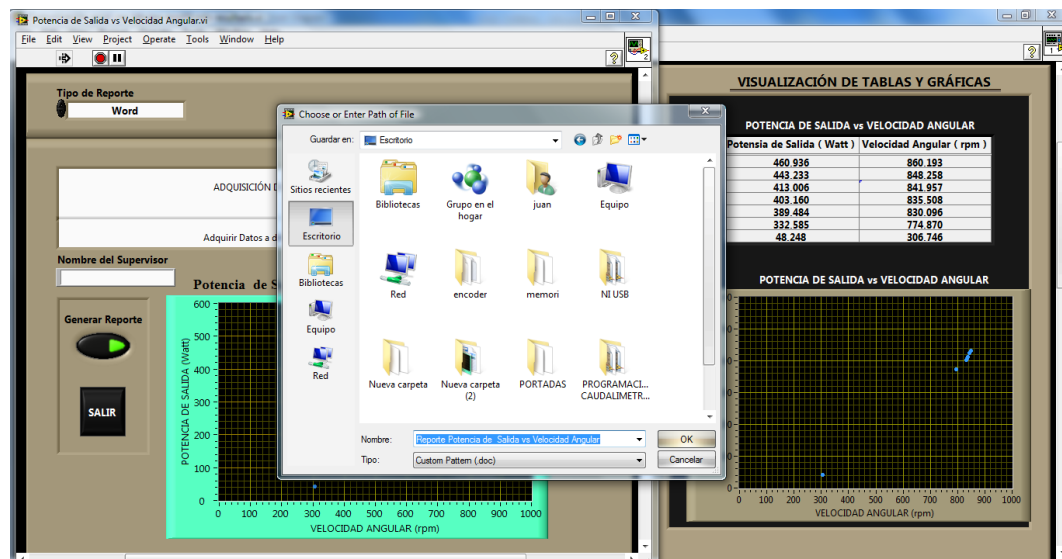 Potencia de Salida vs Velocidad Angular.vi
File Edit View Project Operate Tools Window Help
2
1
Tipo de Reporte
Word
ADQUISICIÓN
Adquirir Datos a
Nombre del Supervisor
Generar Reporte
SALIR
Potencia de S
POTENCIA DE SALIDA (Watt)
600
500
400
300
200
100
0
0 100 200 300 400 500 600 700 800 900 1000
VELOCIDAD ANGULAR (rpm)
Choose or Enter Path of File
Guardar en: Escritorio
Sitios recientes
Escritorio
Bibliotecas
Equipo
Red
Bibliotecas
Grupo en el hogar
juan
Equipo
Red
encoder
memori
NI USB
Nueva carpeta
Nueva carpeta (2)
PORTADAS
PROGRAMACI... CAUDALIMETR...
Nombre: Reporte Potencia de Salida vs Velocidad Angular
OK
Tipo: Custom Pattern (.doc)
Cancelar
VISUALIZACIÓN DE TABLAS Y GRÁFICAS
POTENCIA DE SALIDA vs VELOCIDAD ANGULAR
Potensia de Salida ( Watt ) Velocidad Angular ( rpm )
460.936 860.193
443.233 848.258
413.006 841.957
403.160 835.508
389.484 830.096
332.585 774.870
48.248 306.746
POTENCIA DE SALIDA vs VELOCIDAD ANGULAR
0 100 200 300 400 500 600 700 800 900 1000
VELOCIDAD ANGULAR (rpm)